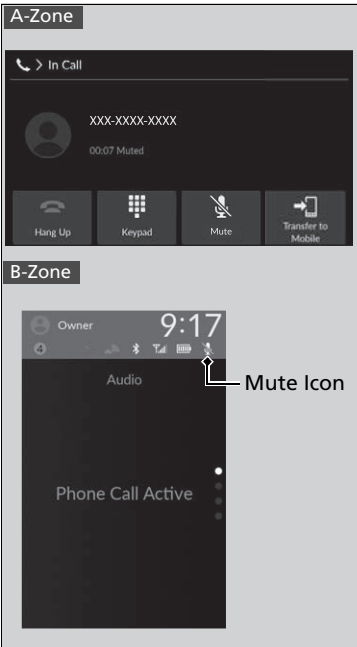 A-Zone
> In Call
XXX-XXXX-XXXX
00:07 Muted
Hang Up
Keypad
Mute
Transfer to
Mobile
B-Zone
Owner
9:17
4
Audio
Mute Icon
Phone Call Active